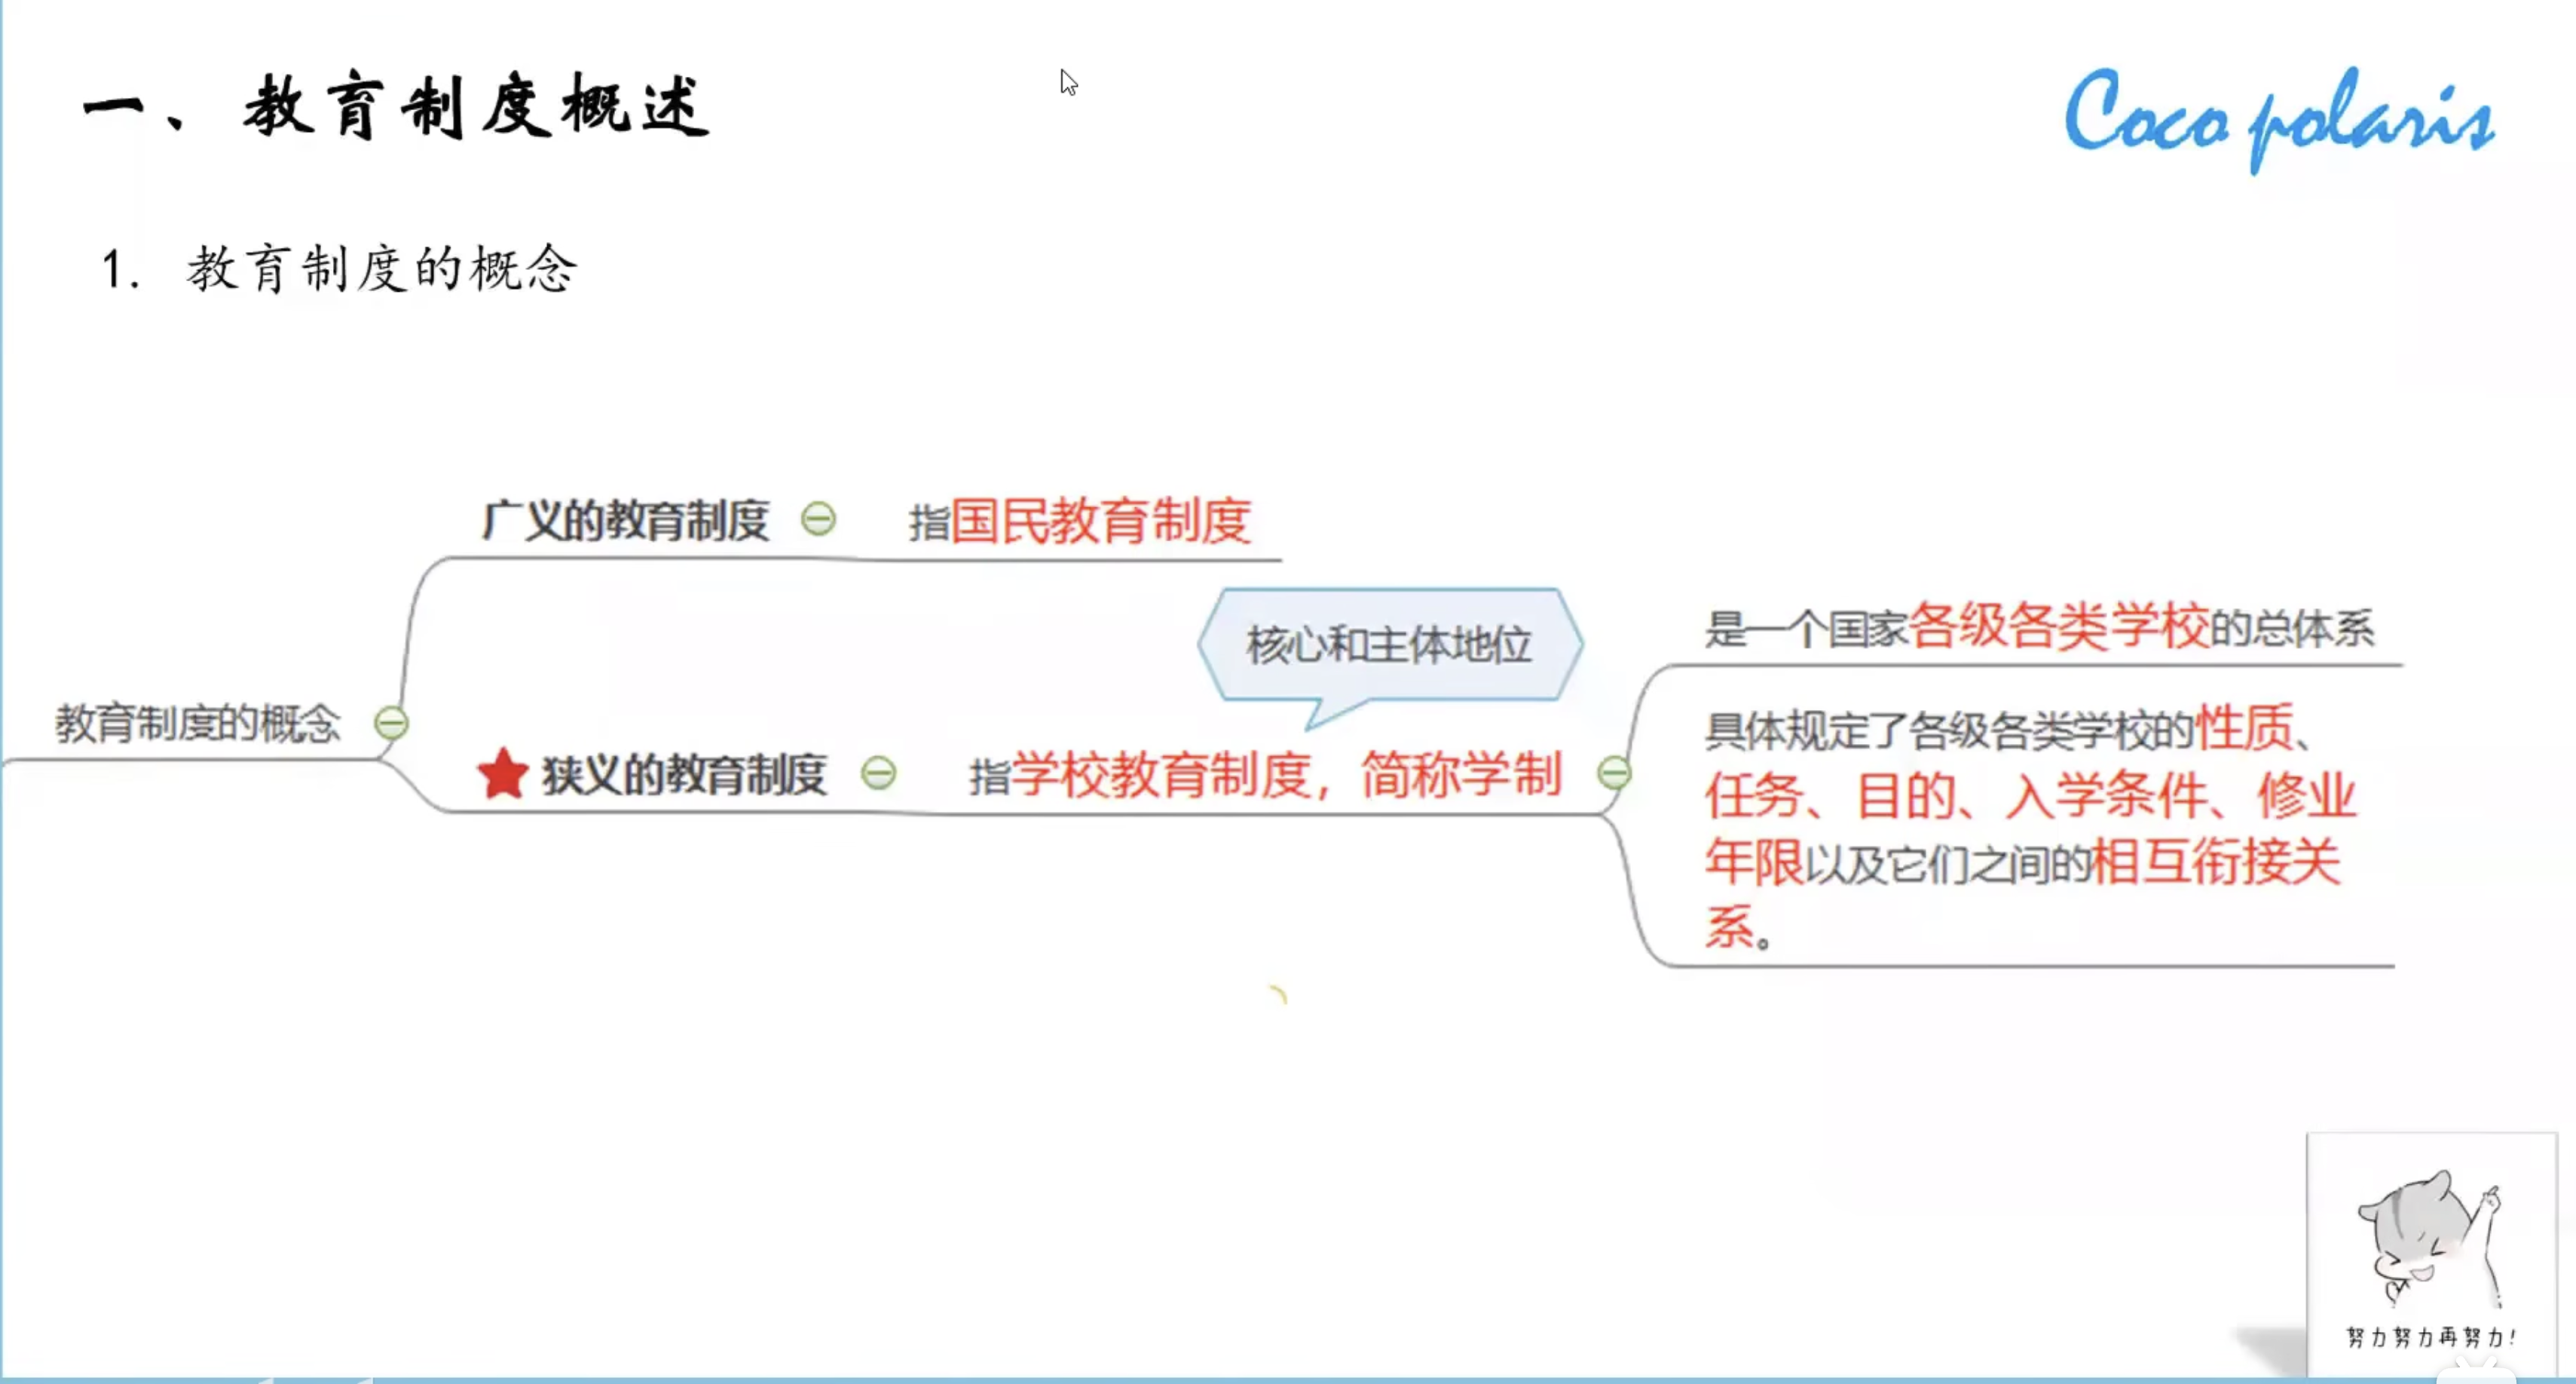 一、教育制度概述
Coco polaris
1. 教育制度的概念
广义的教育制度
指国民教育制度
核心和主体地位
教育制度的概念
狭义的教育制度
指学校教育制度，简称学制
是一个国家各级各类学校的总体系
具体规定了各级各类学校的性质、
任务、目的、入学条件、修业
年限以及它们之间的相互衔接关
系。
努力努力再努力!